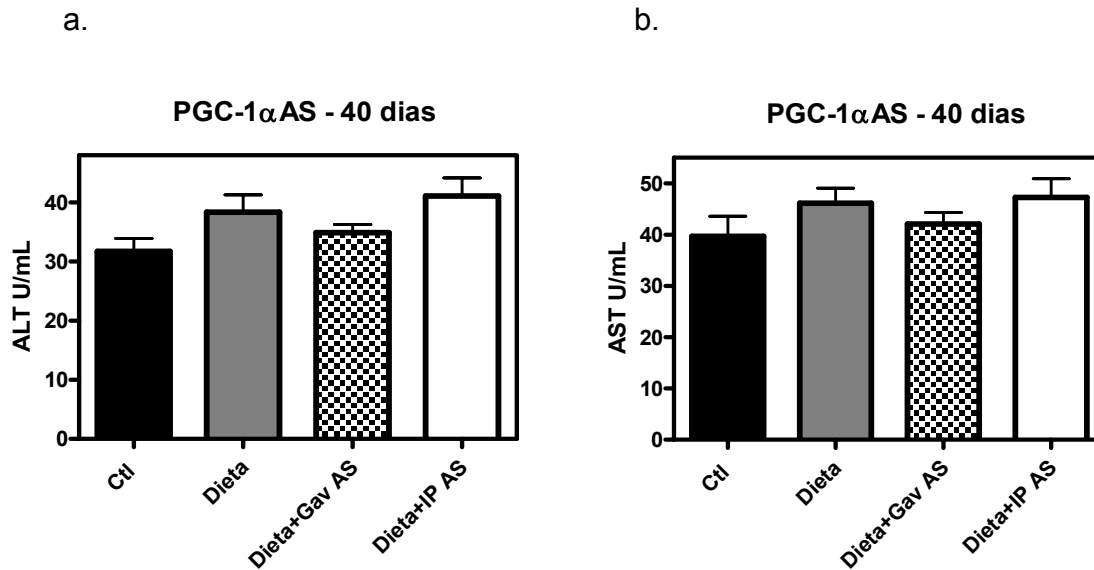 a.
PGC-1αAS - 40 dias
ALT U/mL
40
30
20
10
0
Ctl
Dieta
Dieta+Gav AS
Dieta+IP AS
b.
PGC-1αAS - 40 dias
AST U/mL
50
40
30
20
10
0
Ctl
Dieta
Dieta+Gav AS
Dieta+IP AS